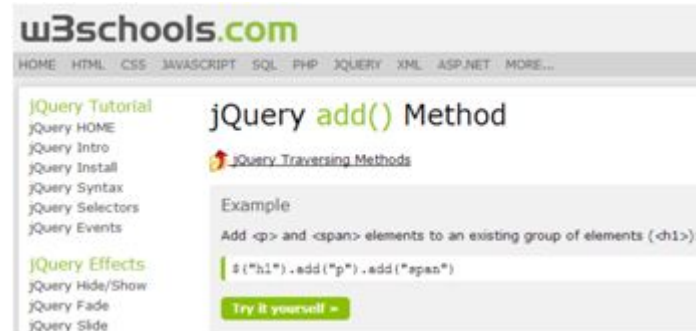 w3schools.com
HOME HTML CSS JAVASCRIPT SQL PHP JQUERY XML ASP.NET MORE...
jQuery Tutorial
jQuery HOME
jQuery Intro
jQuery Install
jQuery Syntax
jQuery Selectors
jQuery Events
jQuery Effects
jQuery Hide/Show
jQuery Fade
jQuery Slide
jQuery add() Method
jQuery Traversing Methods
Example
Add <p> and <span> elements to an existing group of elements (<h1>):
$("h1").add("p").add("span")
Try it yourself »